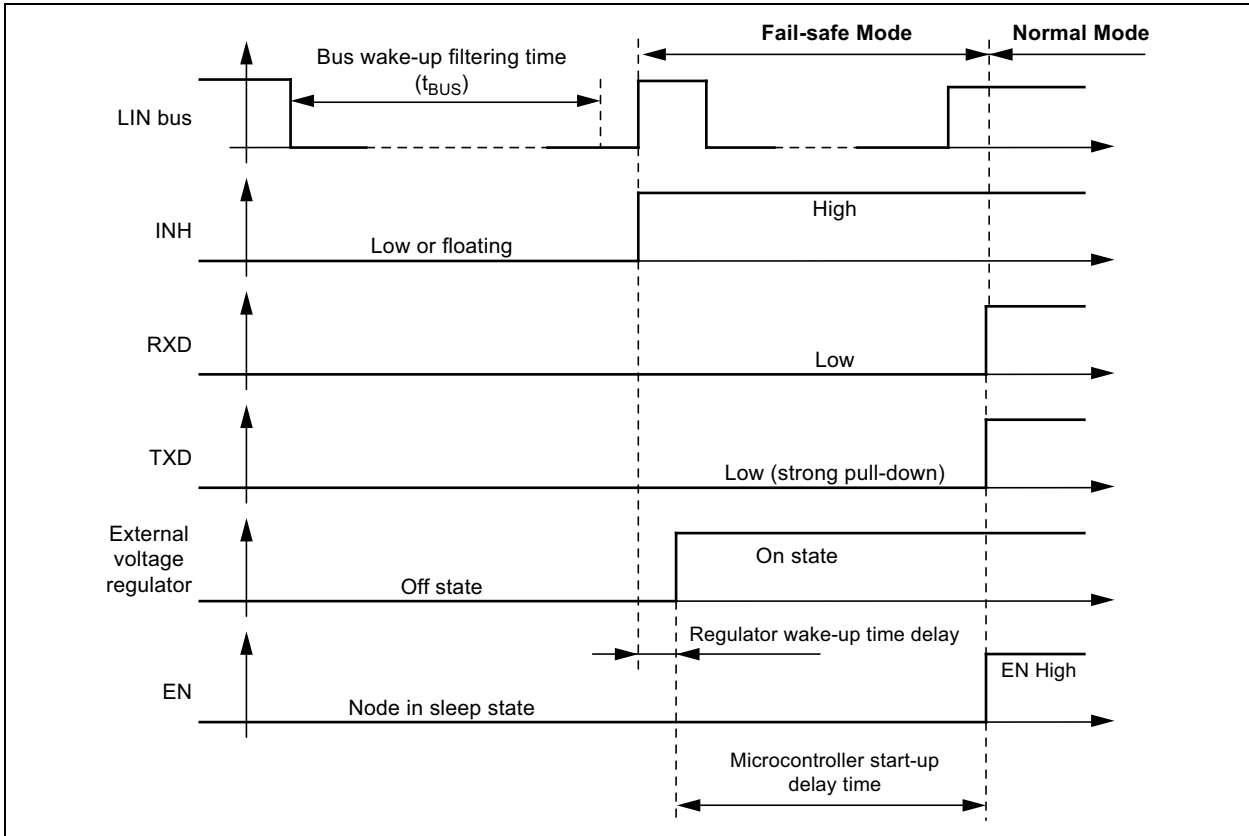 Fail-safe Mode
Normal Mode
Bus wake-up filtering time
(tBUS)
LIN bus
INH
High
Low or floating
RXD
Low
TXD
Low (strong pull-down)
External
voltage
regulator
On state
Off state
Regulator wake-up time delay
EN
EN High
Node in sleep state
Microcontroller start-up
delay time